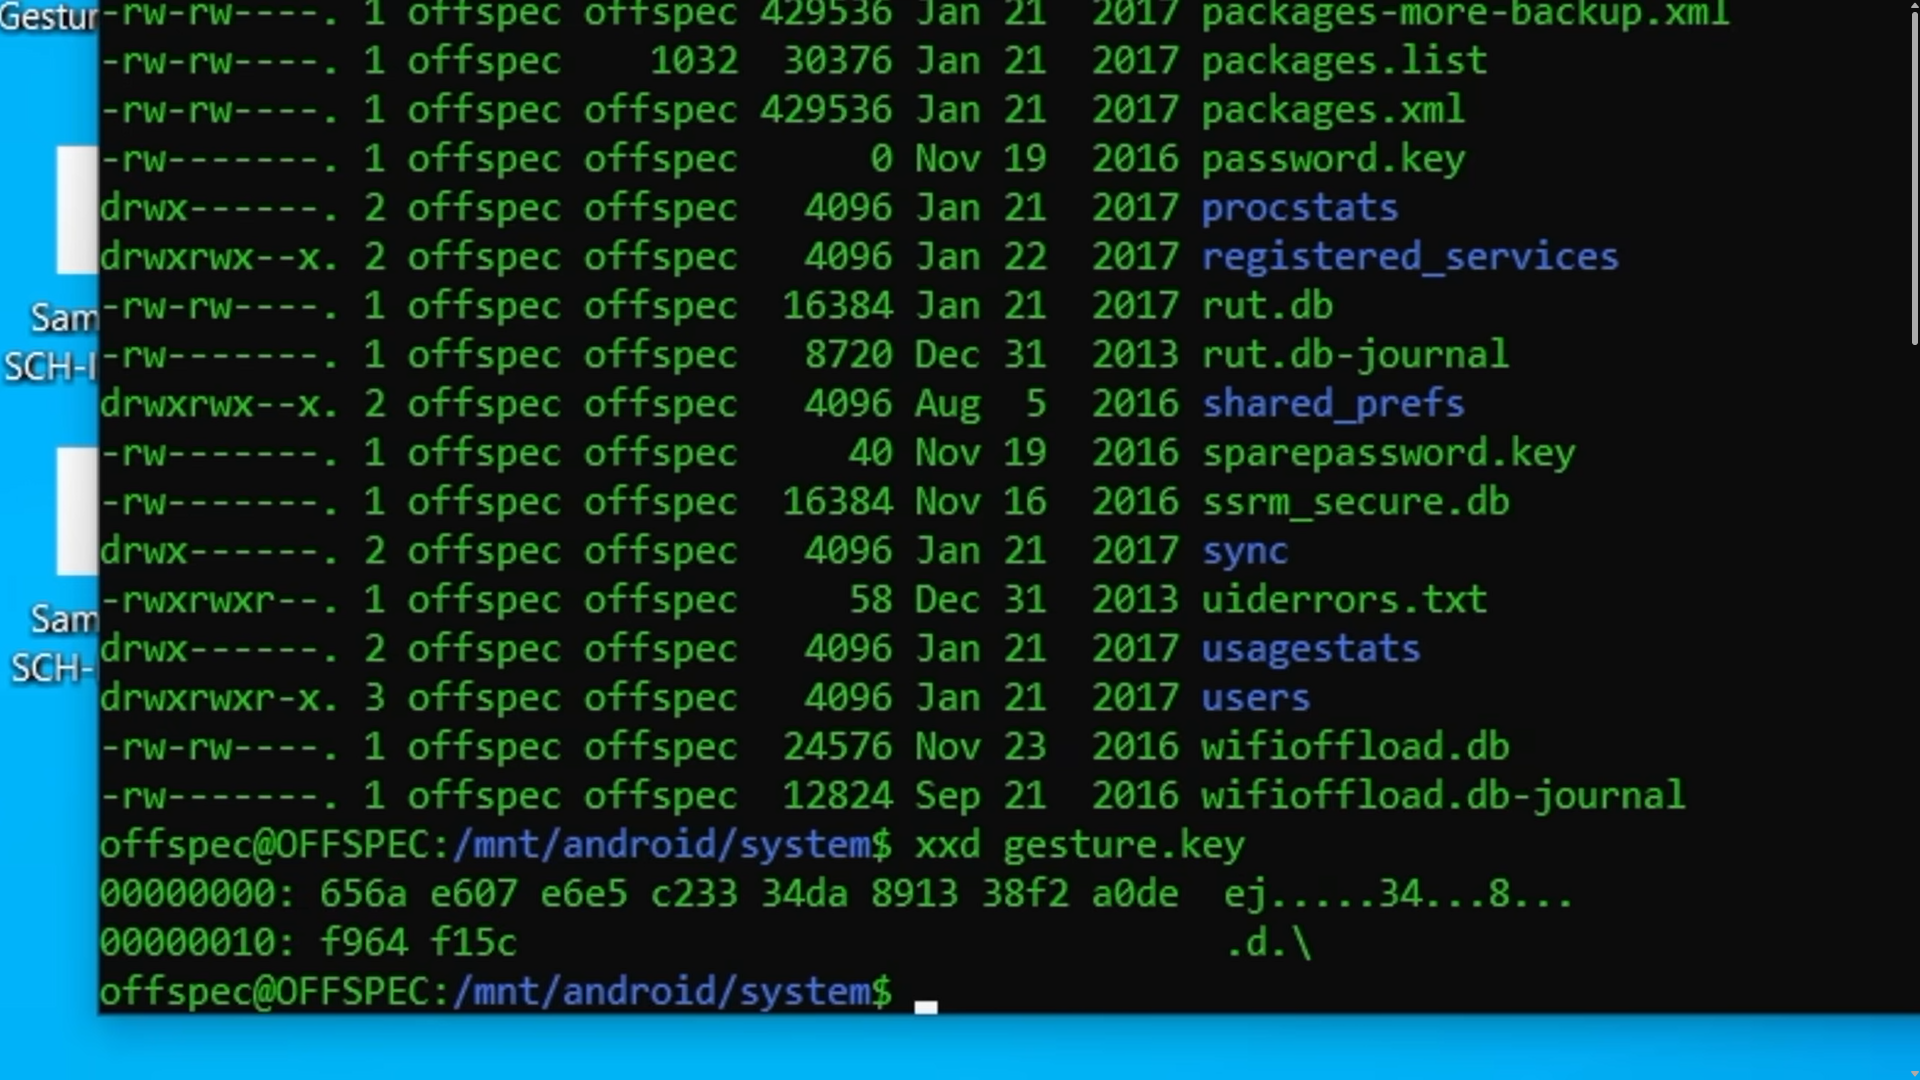 Gestur
-rw-rw----. 1 offspec offspec 429536 Jan 21  2017 packages-more-backup.xml
-rw-rw----. 1 offspec    1032  30376 Jan 21  2017 packages.list
-rw-rw----. 1 offspec offspec 429536 Jan 21  2017 packages.xml
-rw-------. 1 offspec offspec      0 Nov 19  2016 password.key
drwx------. 2 offspec offspec   4096 Jan 21  2017 procstats
drwxrwx--x. 2 offspec offspec   4096 Jan 22  2017 registered_services
-rw-rw----. 1 offspec offspec  16384 Jan 21  2017 rut.db
Sam
-rw-------. 1 offspec offspec   8720 Dec 31  2013 rut.db-journal
SCH-I
drwxrwx--x. 2 offspec offspec   4096 Aug  5  2016 shared_prefs
-rw-------. 1 offspec offspec     40 Nov 19  2016 sparepassword.key
-rw-------. 1 offspec offspec  16384 Nov 16  2016 ssrm_secure.db
drwx------. 2 offspec offspec   4096 Jan 21  2017 sync
-rwxrwxr--. 1 offspec offspec     58 Dec 31  2013 uiderrors.txt
Sam
drwx------. 2 offspec offspec   4096 Jan 21  2017 usagestats
SCH-
drwxrwxr-x. 3 offspec offspec   4096 Jan 21  2017 users
-rw-rw----. 1 offspec offspec  24576 Nov 23  2016 wifioffload.db
-rw-------. 1 offspec offspec  12824 Sep 21  2016 wifioffload.db-journal
offspec@OFFSPEC:/mnt/android/system$ xxd gesture.key
00000000: 656a e607 e6e5 c233 34da 8913 38f2 a0de  ej.....34...8...
00000010: f964 f15c                                .d.\
offspec@OFFSPEC:/mnt/android/system$